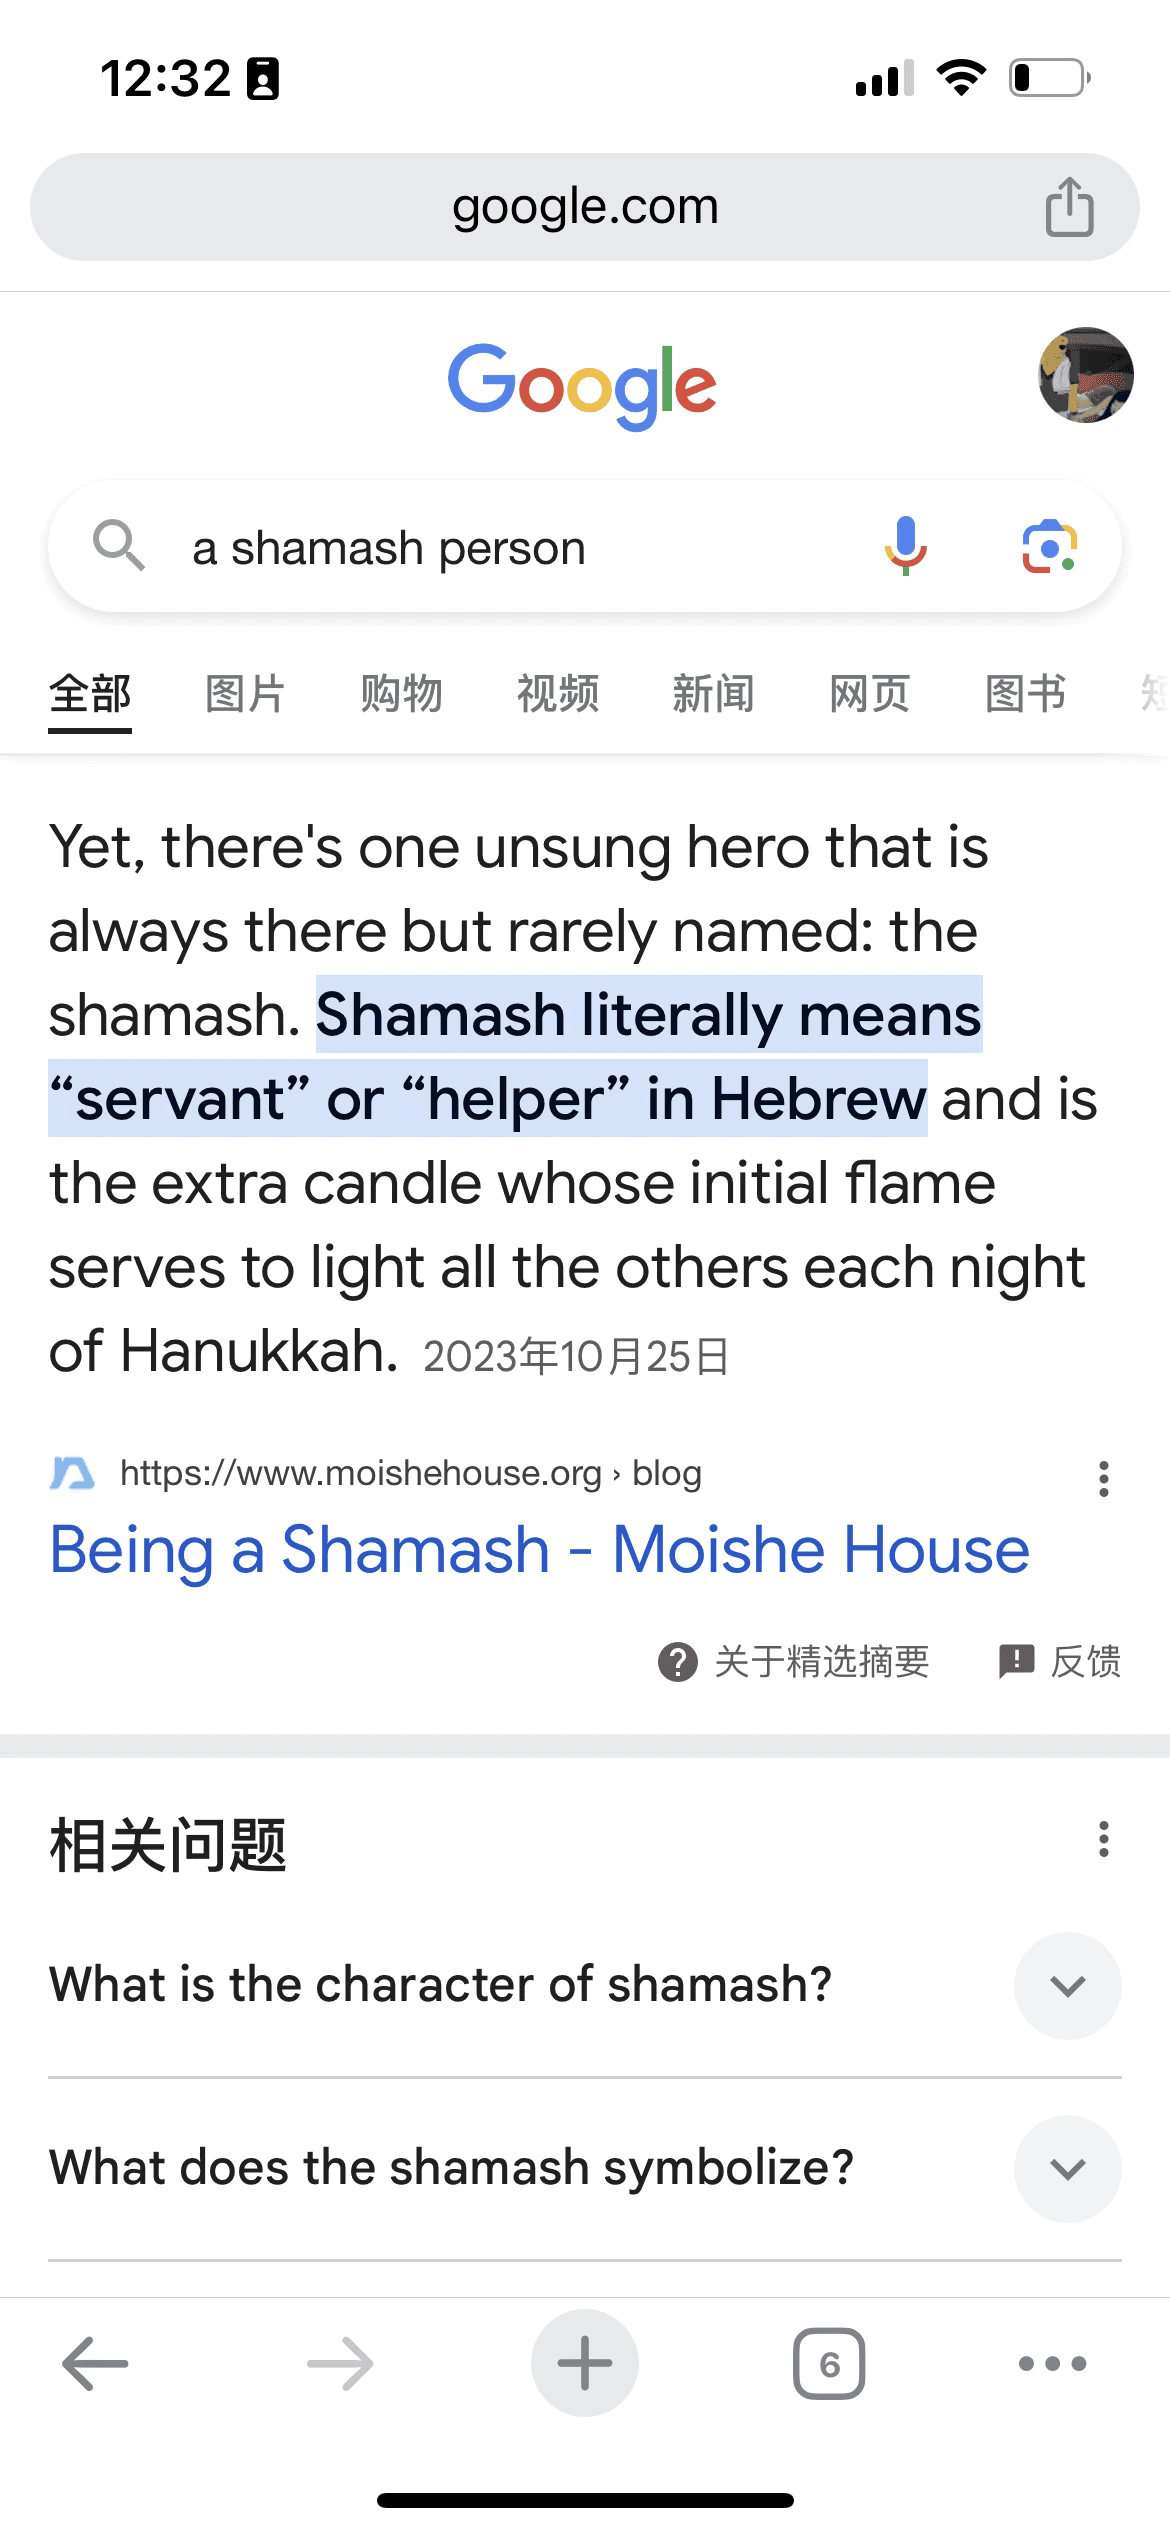 12:32
google.com
Google
a shamash person
全部 图片 购物 视频 新闻 网页 图书
Yet, there's one unsung hero that is
always there but rarely named: the
shamash. Shamash literally means
“servant” or “helper” in Hebrew and is
the extra candle whose initial flame
serves to light all the others each night
of Hanukkah. 2023年10月25日
https://www.moishehouse.org › blog
Being a Shamash - Moishe House
关于精选摘要 反馈
相关问题
What is the character of shamash?
What does the shamash symbolize?
6